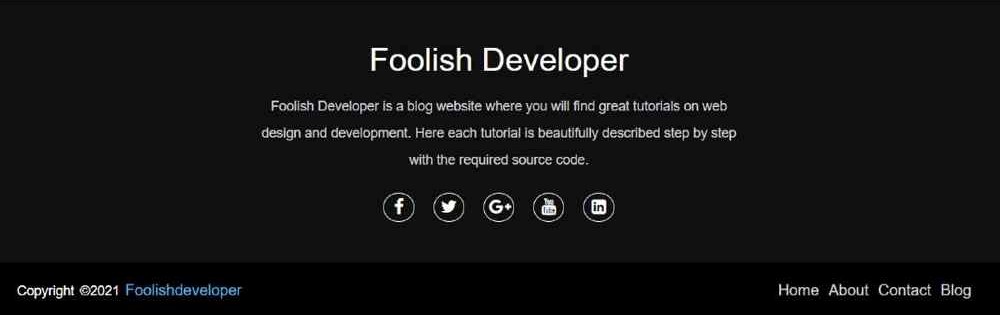 Foolish Developer
Foolish Developer is a blog website where you will find great tutorials on web
design and development. Here each tutorial is beautifully described step by step
with the required source code.
Copyright ©2021 Foolishdeveloper
Home About Contact Blog